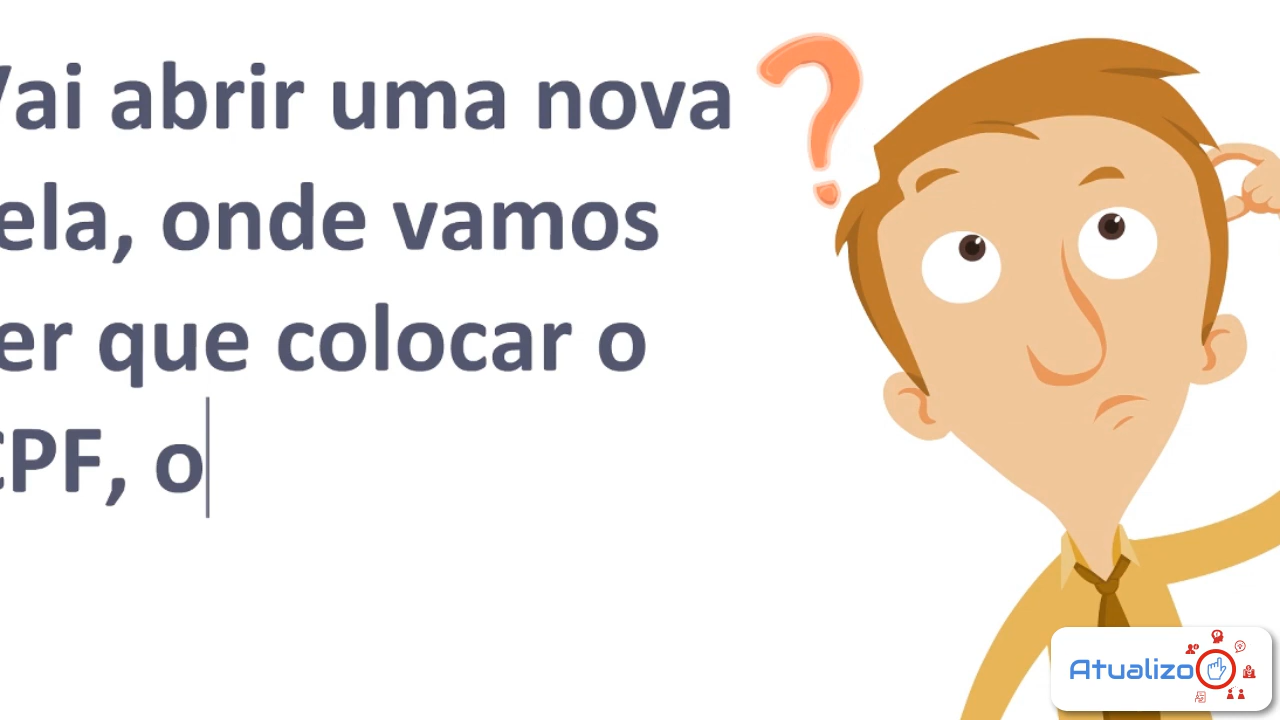 Vai abrir uma nova
ela, onde vamos
er que colocar o
CPF, o
Atualizo